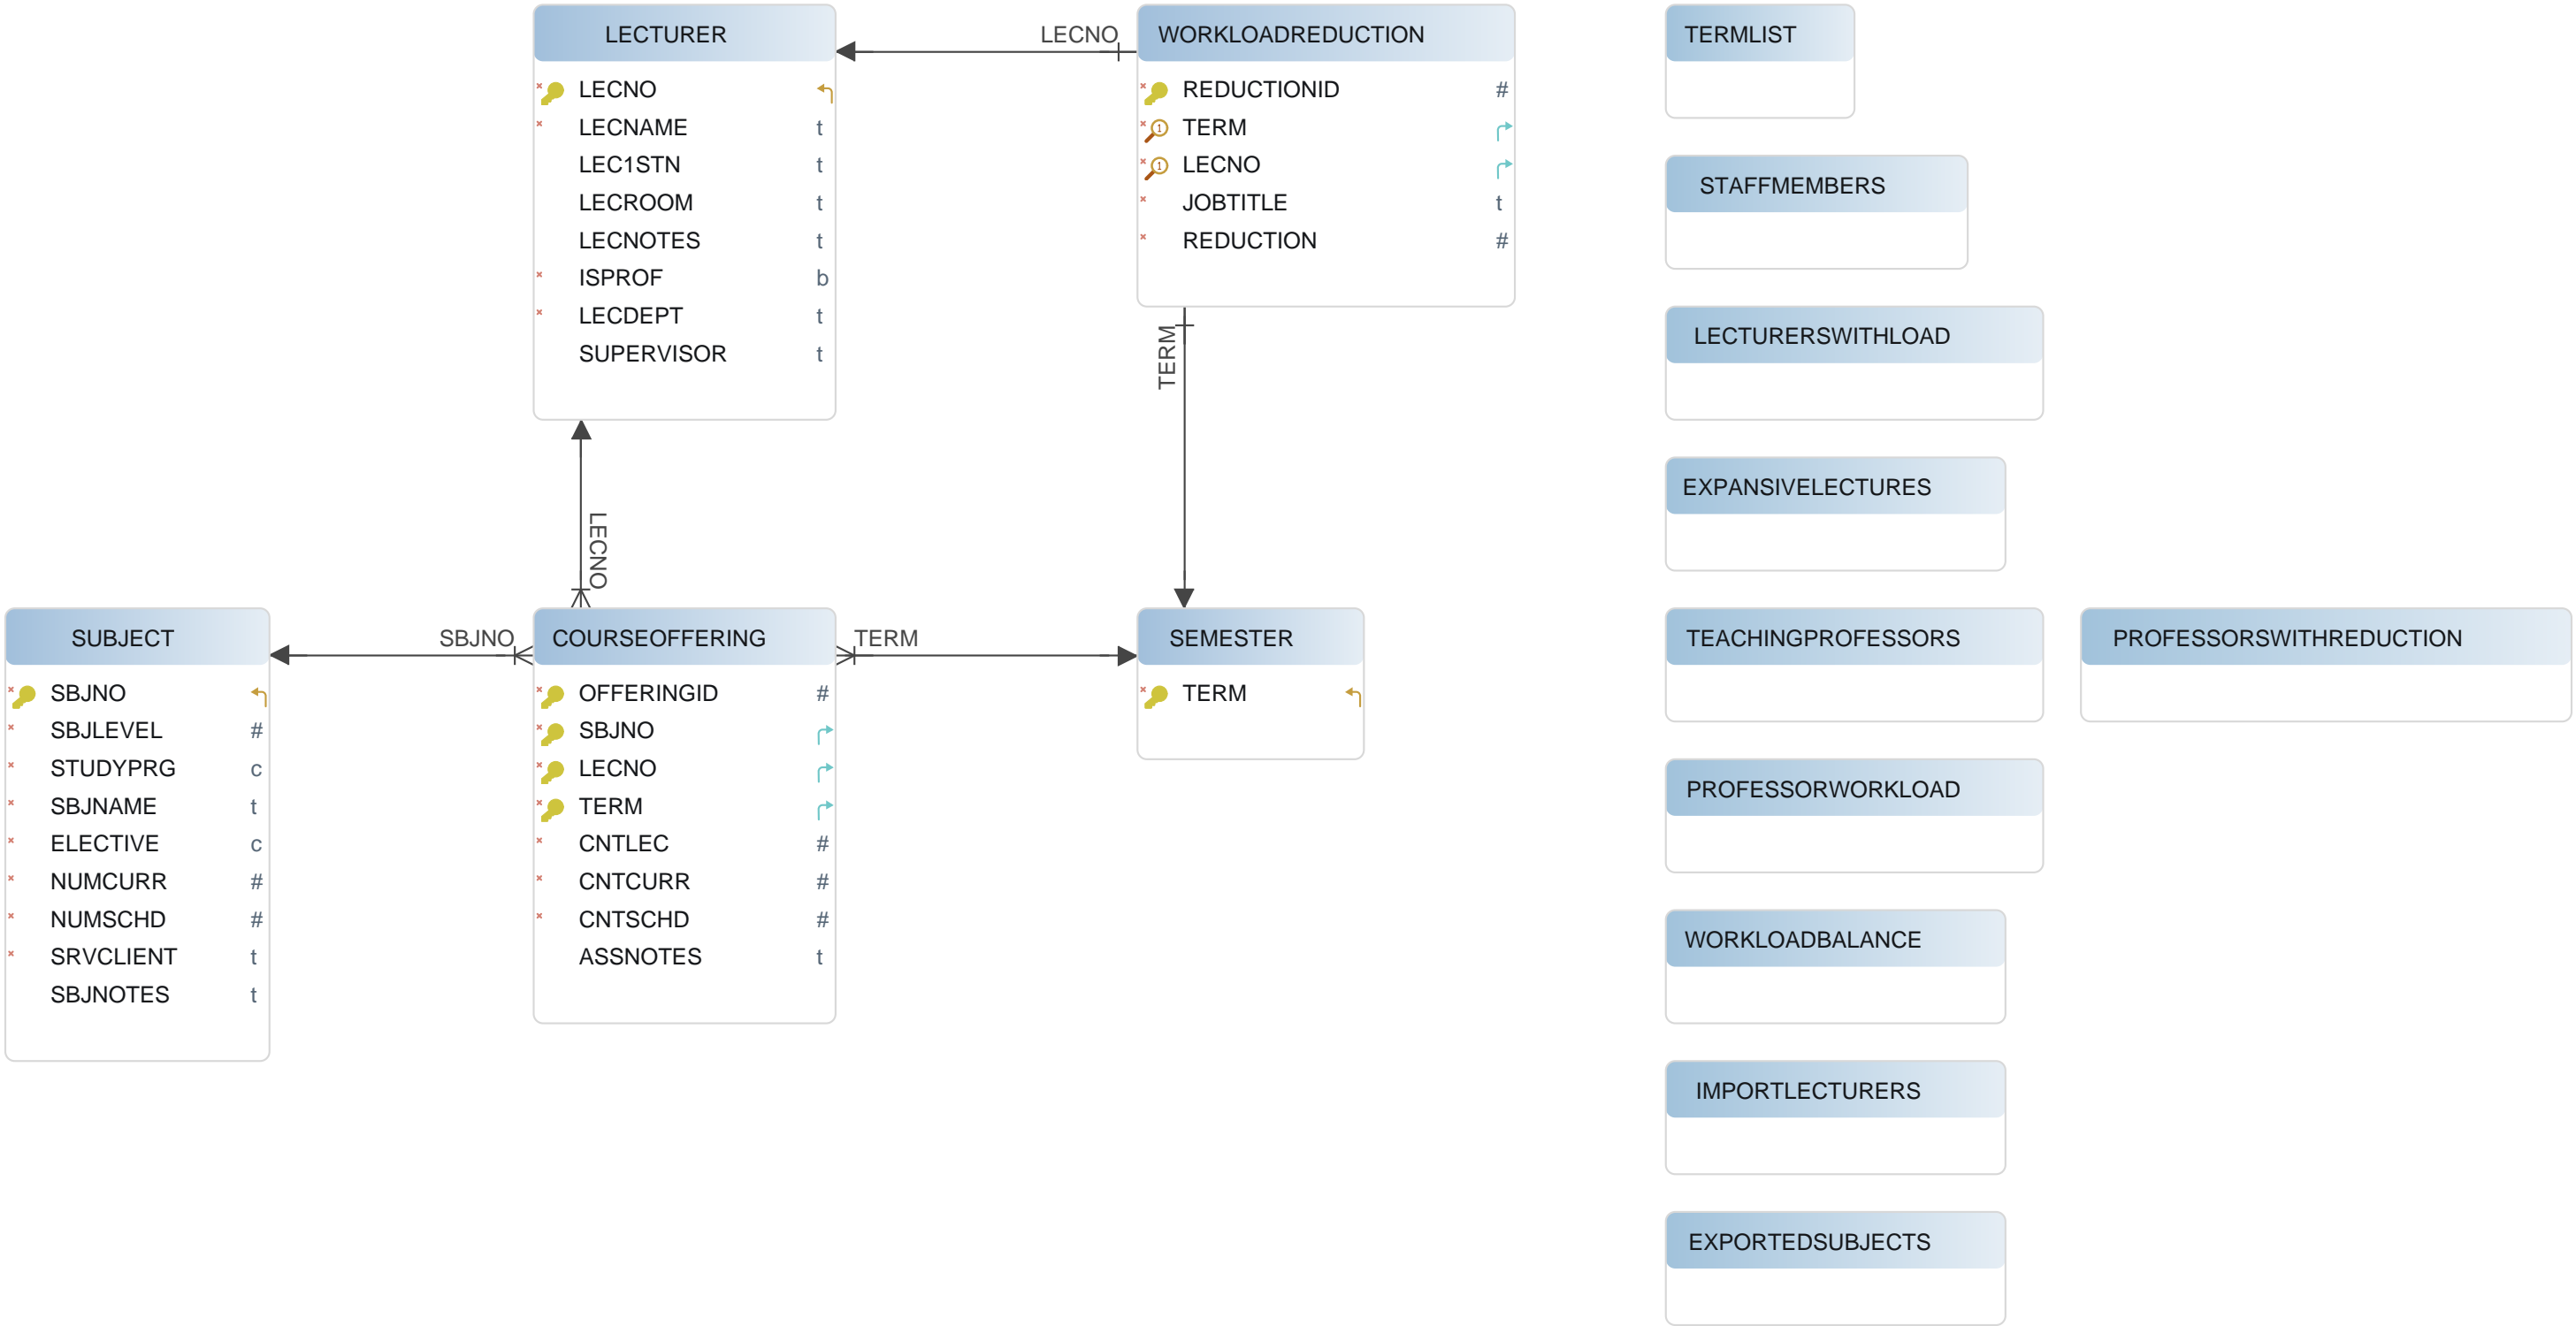 LECTURER
LECNO
LECNAME t
LEC1STN t
LECROOM t
LECNOTES t
ISPROF b
LECDEPT t
SUPERVISOR t
LECNO
WORKLOADREDUCTION
REDUCTIONID #
1 TERM
1 LECNO
JOBTITLE t
REDUCTION #
TERM
LECNO
SUBJECT
SBJNO
SBJLEVEL #
STUDYPRG c
SBJNAME t
ELECTIVE c
NUMCURR #
NUMSCHD #
SRVCLIENT t
SBJNOTES t
SBJNO
COURSEOFFERING
OFFERINGID #
SBJNO
LECNO
TERM
CNTLEC #
CNTCURR #
CNTSCHD #
ASSNOTES t
TERM
SEMESTER
TERM
TERMLIST
STAFFMEMBERS
LECTURERSWITHLOAD
EXPANSIVELECTURES
TEACHINGPROFESSORS
PROFESSORSWITHREDUCTION
PROFESSORWORKLOAD
WORKLOADBALANCE
IMPORTLECTURERS
EXPORTEDSUBJECTS